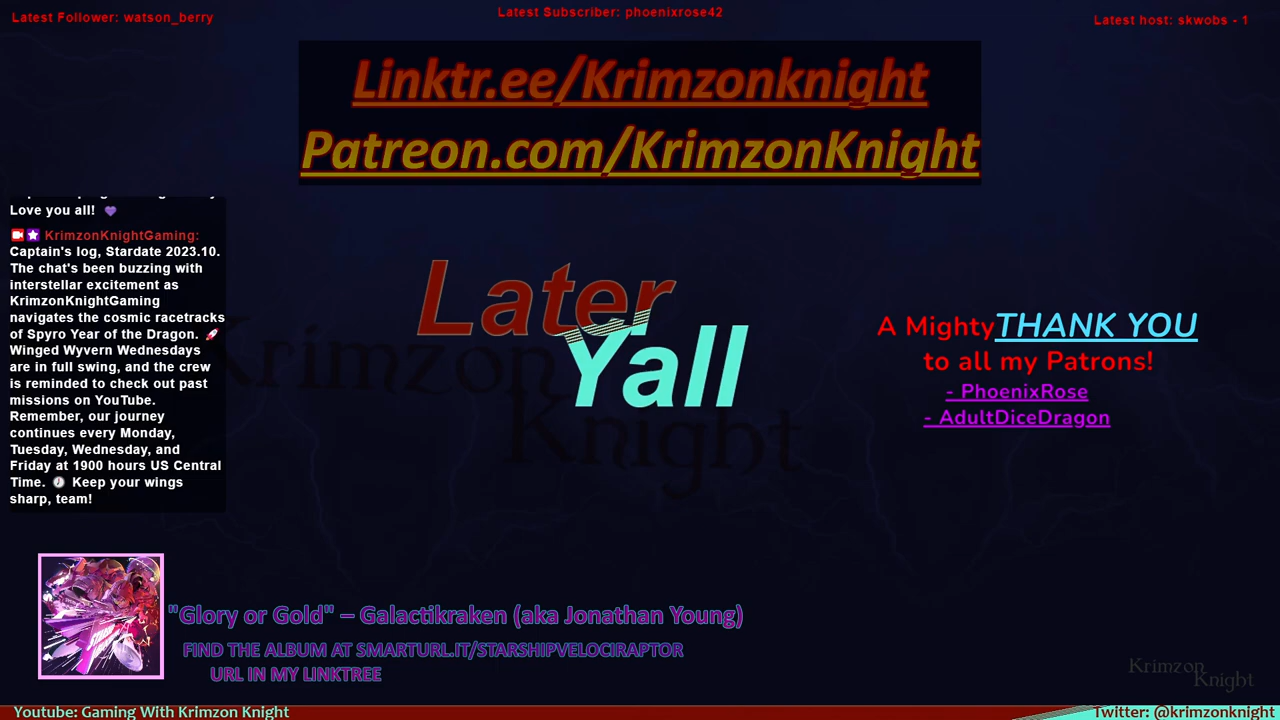 Latest Follower: watson_berry
Latest Subscriber: phoenixrose42
Latest host: skwobs - 1
Linktr.ee/Krimzonknight
Patreon.com/KrimzonKnight
Love you all! 💜
KrimzonKnightGaming:
Captain's log, Stardate 2023.10.
The chat's been buzzing with
interstellar excitement as
KrimzonKnightGaming
navigates the cosmic racetracks
of Spyro Year of the Dragon. 🚀
Winged Wyvern Wednesdays
are in full swing, and the crew
is reminded to check out past
missions on YouTube.
Remember, our journey
continues every Monday,
Tuesday, Wednesday, and
Friday at 1900 hours US Central
Time. 🕖 Keep your wings
sharp, team!
Later
Yall
Krimzon
Knight
A Mighty THANK YOU
to all my Patrons!
- PhoenixRose
- AdultDiceDragon
"Glory or Gold" – Galactikraken (aka Jonathan Young)
FIND THE ALBUM AT SMARTURL.IT/STARSHIPVELOCIRAPTOR
URL IN MY LINKTREE
Krimzon
Knight
Youtube: Gaming With Krimzon Knight
Twitter: @krimzonknight